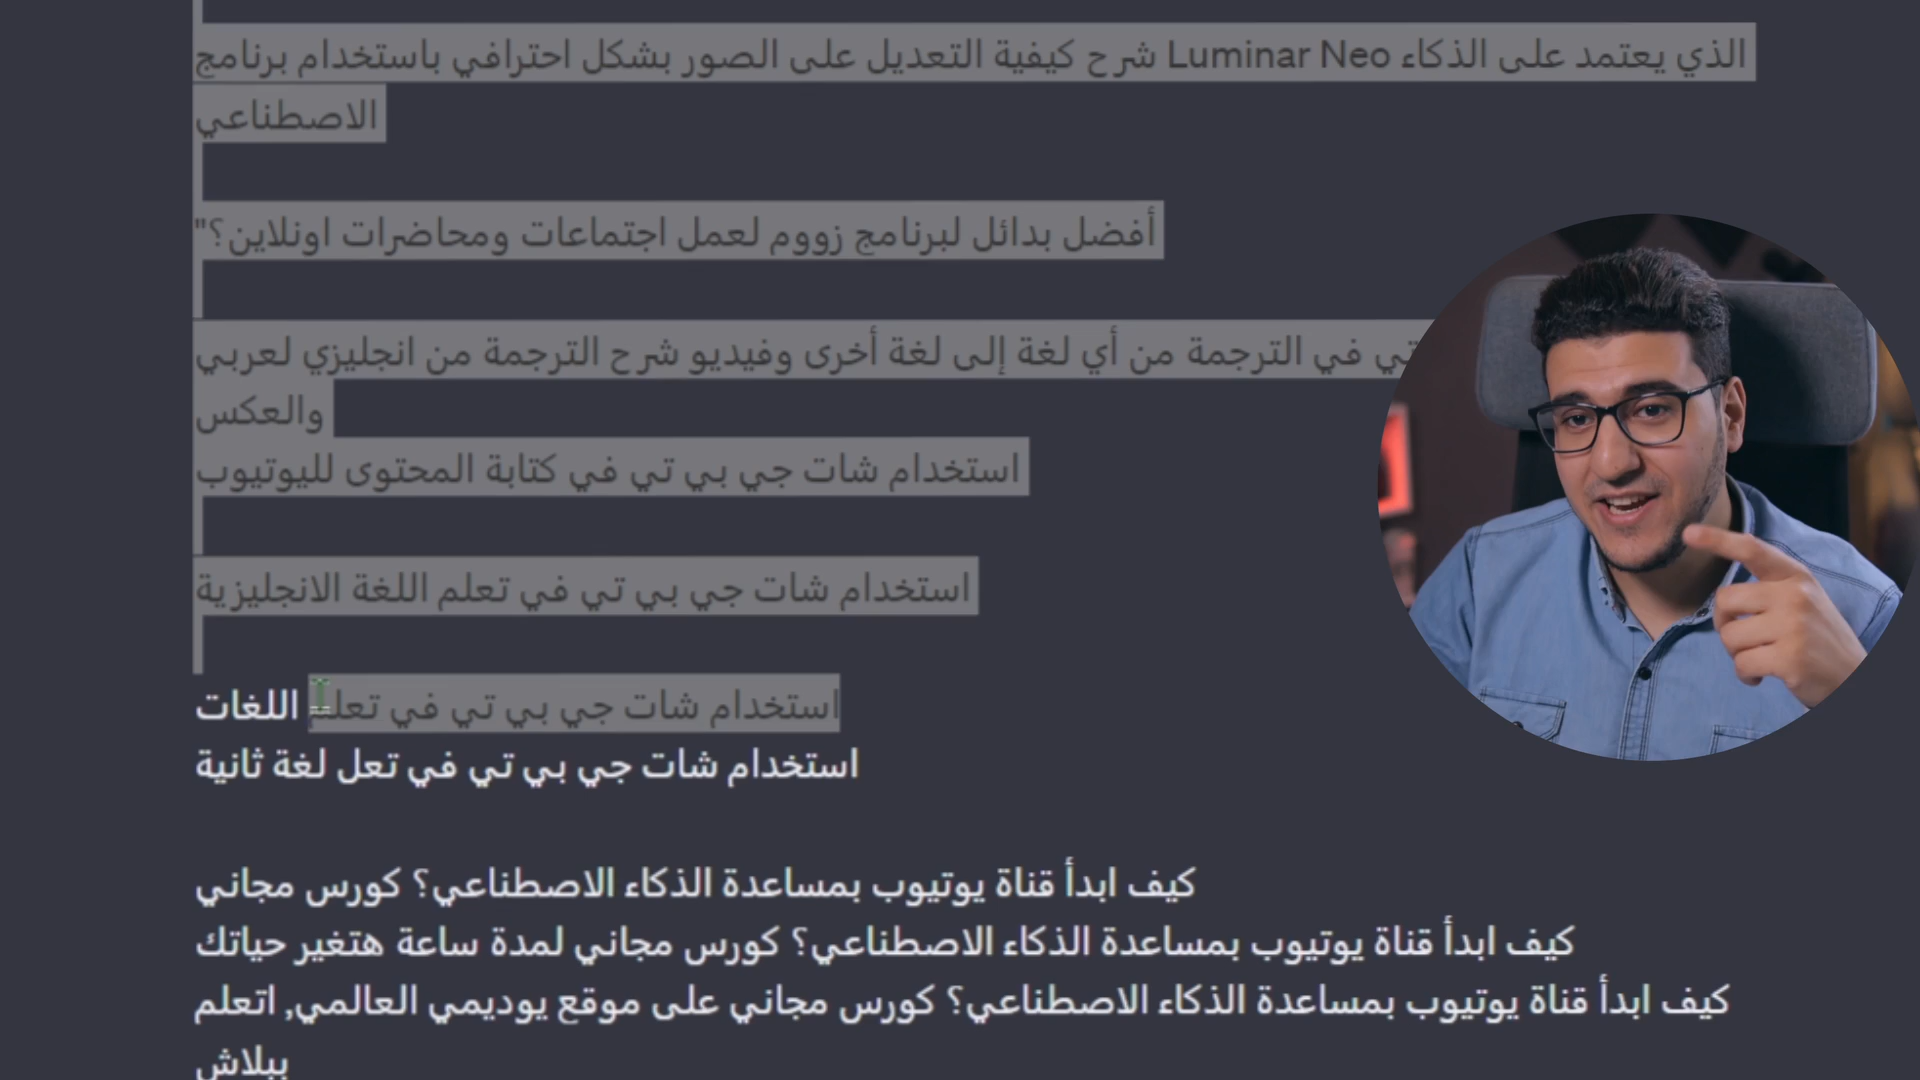 الذي يعتمد على الذكاء Luminar Neo شرح كيفية التعديل على الصور بشكل احترافي باستخدام برنامج
الاصطناعي
أفضل بدائل لبرنامج زووم لعمل اجتماعات ومحاضرات اونلاين؟"
تي في الترجمة من أي لغة إلى لغة أخرى وفيديو شرح الترجمة من انجليزي لعربي
والعكس
استخدام شات جي بي تي في كتابة المحتوى لليوتيوب
استخدام شات جي بي تي في تعلم اللغة الانجليزية
استخدام شات جي بي تي في تعلم اللغات
استخدام شات جي بي تي في تعل لغة ثانية
كيف ابدأ قناة يوتيوب بمساعدة الذكاء الاصطناعي؟ كورس مجاني
كيف ابدأ قناة يوتيوب بمساعدة الذكاء الاصطناعي؟ كورس مجاني لمدة ساعة هتغير حياتك
كيف ابدأ قناة يوتيوب بمساعدة الذكاء الاصطناعي؟ كورس مجاني على موقع يوديمي العالمي, اتعلم
ببلاش